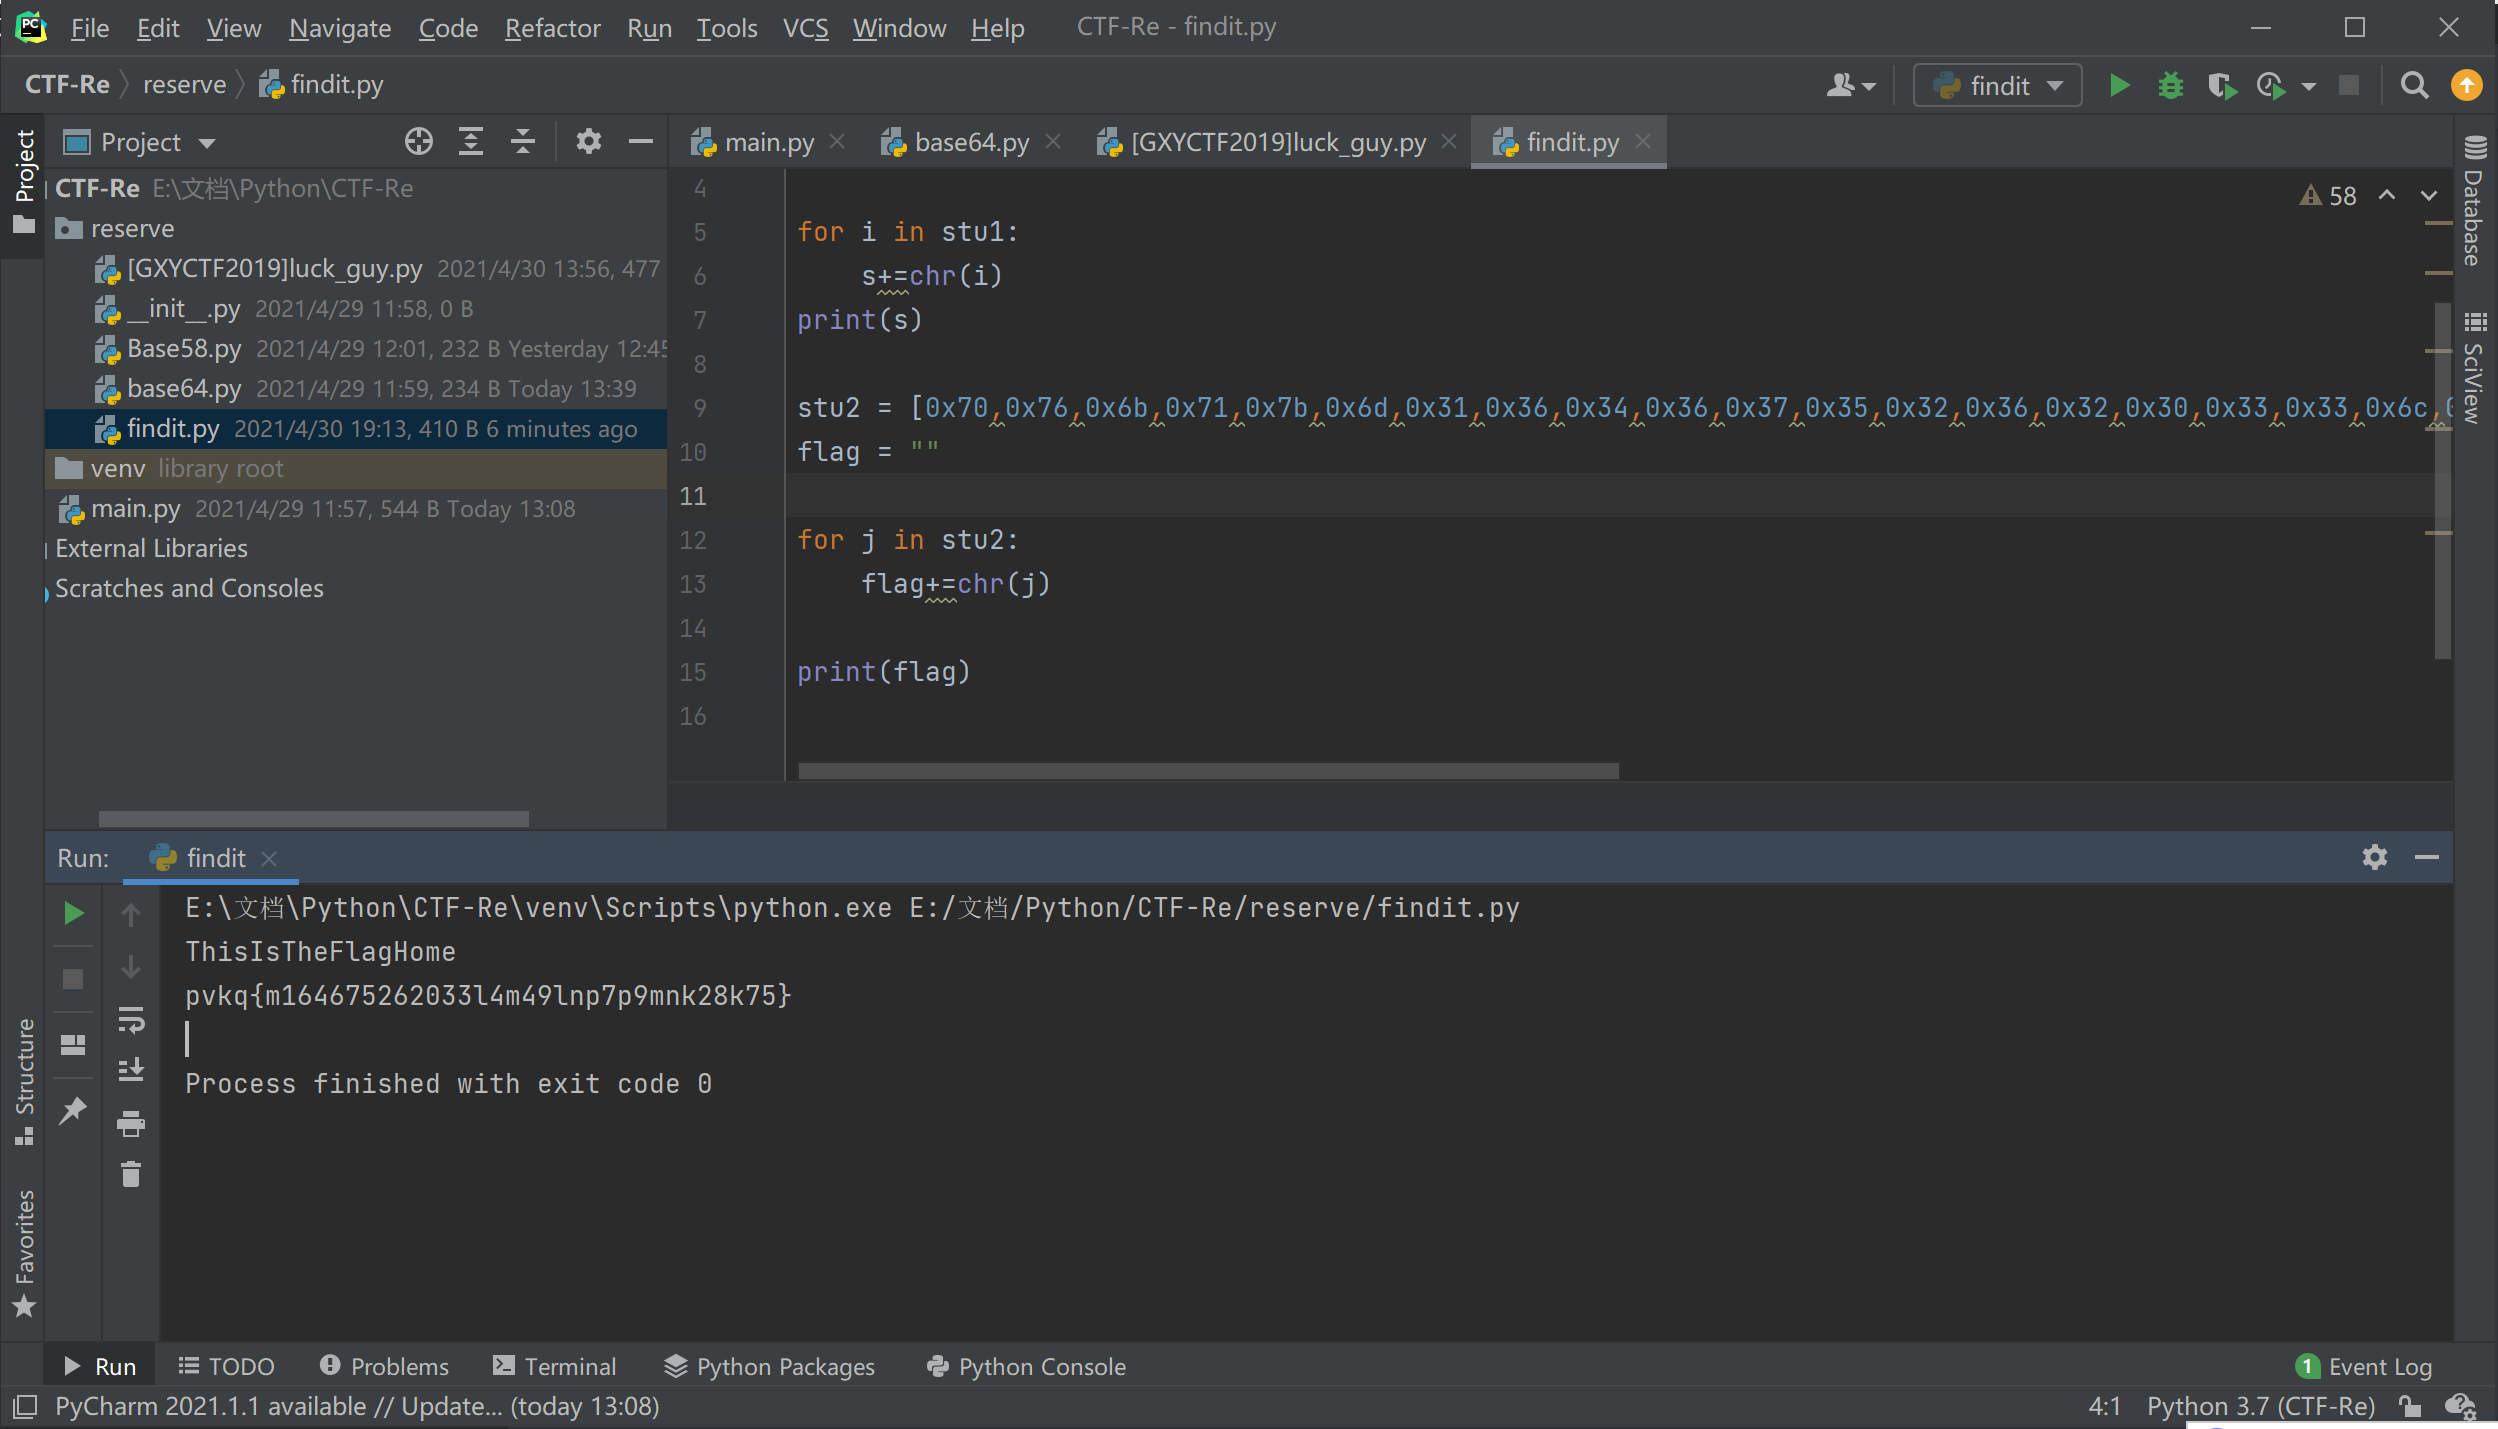 PC File Edit View Navigate Code Refactor Run Tools VCS Window Help CTF-Re - findit.py
CTF-Re reserve findit.py findit
Project
Project main.py base64.py [GXYCTF2019]luck_guy.py findit.py
CTF-Re E:\文档\Python\CTF-Re
reserve
[GXYCTF2019]luck_guy.py 2021/4/30 13:56, 477
__init__.py 2021/4/29 11:58, 0 B
Base58.py 2021/4/29 12:01, 232 B Yesterday 12:45
base64.py 2021/4/29 11:59, 234 B Today 13:39
findit.py 2021/4/30 19:13, 410 B 6 minutes ago
venv library root
main.py 2021/4/29 11:57, 544 B Today 13:08
External Libraries
Scratches and Consoles
4
58
5 for i in stu1:
6 s+=chr(i)
7 print(s)
8
9 stu2 = [0x70,0x76,0x6b,0x71,0x7b,0x6d,0x31,0x36,0x34,0x36,0x37,0x35,0x32,0x36,0x32,0x30,0x33,0x33,0x6c,
10 flag = ""
11
12 for j in stu2:
13 flag+=chr(j)
14
15 print(flag)
16
Database
SciView
Run: findit
E:\文档\Python\CTF-Re\venv\Scripts\python.exe E:/文档/Python/CTF-Re/reserve/findit.py
ThisIsTheFlagHome
pvkq{m164675262033l4m49lnp7p9mnk28k75}
Process finished with exit code 0
Structure
Favorites
Run TODO Problems Terminal Python Packages Python Console 1 Event Log
PyCharm 2021.1.1 available // Update... (today 13:08) 4:1 Python 3.7 (CTF-Re)